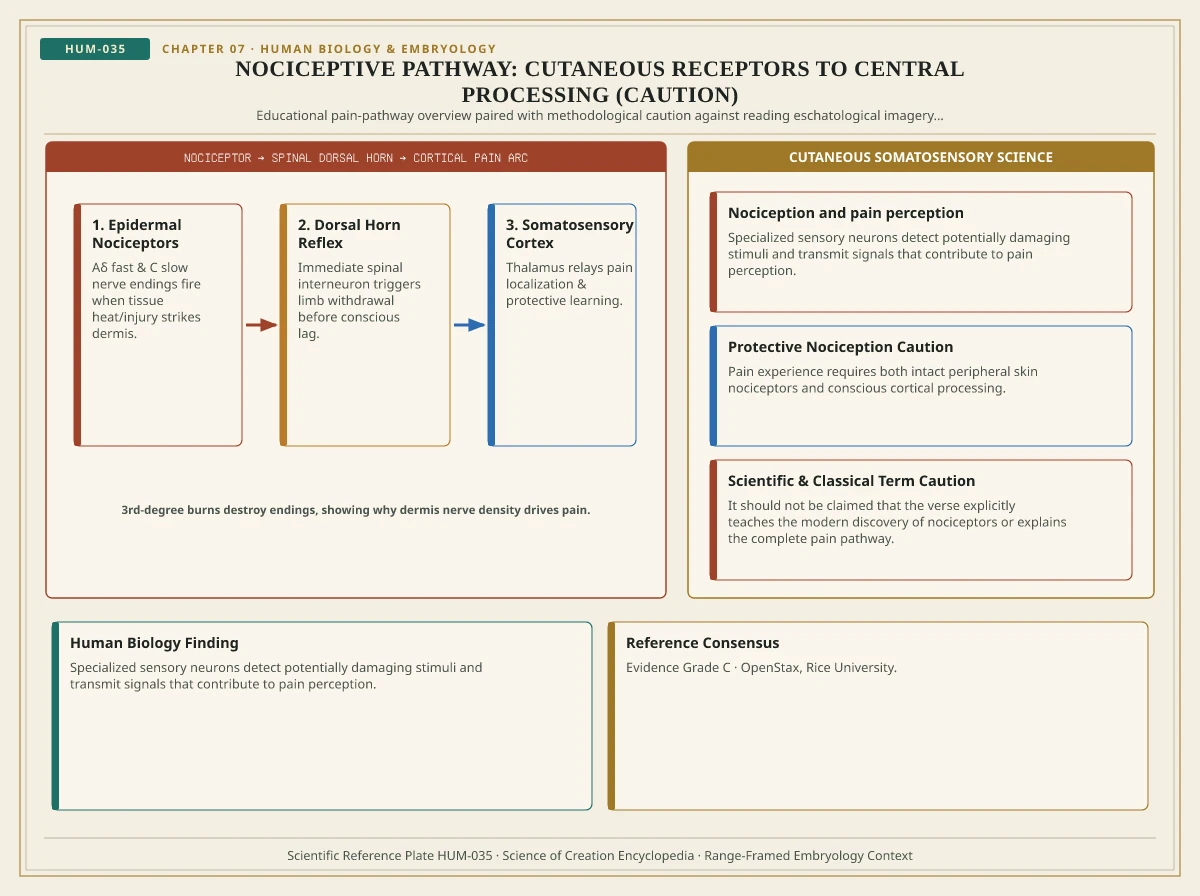 HUM-035
CHAPTER 07 · HUMAN BIOLOGY & EMBRYOLOGY
NOCICEPTIVE PATHWAY: CUTANEOUS RECEPTORS TO CENTRAL
PROCESSING (CAUTION)
Educational pain-pathway overview paired with methodological caution against reading eschatological imagery...
NOCICEPTOR → SPINAL DORSAL HORN → CORTICAL PAIN ARC
1. Epidermal
Nociceptors
Aδ fast & C slow
nerve endings fire
when tissue
heat/injury strikes
dermis.
2. Dorsal Horn
Reflex
Immediate spinal
interneuron triggers
limb withdrawal
before conscious
lag.
3. Somatosensory
Cortex
Thalamus relays pain
localization &
protective learning.
3rd-degree burns destroy endings, showing why dermis nerve density drives pain.
CUTANEOUS SOMATOSENSORY SCIENCE
Nociception and pain perception
Specialized sensory neurons detect potentially damaging
stimuli and transmit signals that contribute to pain
perception.
Protective Nociception Caution
Pain experience requires both intact peripheral skin
nociceptors and conscious cortical processing.
Scientific & Classical Term Caution
It should not be claimed that the verse explicitly
teaches the modern discovery of nociceptors or explains
the complete pain pathway.
Human Biology Finding
Specialized sensory neurons detect potentially damaging stimuli and
transmit signals that contribute to pain perception.
Reference Consensus
Evidence Grade C · OpenStax, Rice University.
Scientific Reference Plate HUM-035 · Science of Creation Encyclopedia · Range-Framed Embryology Context